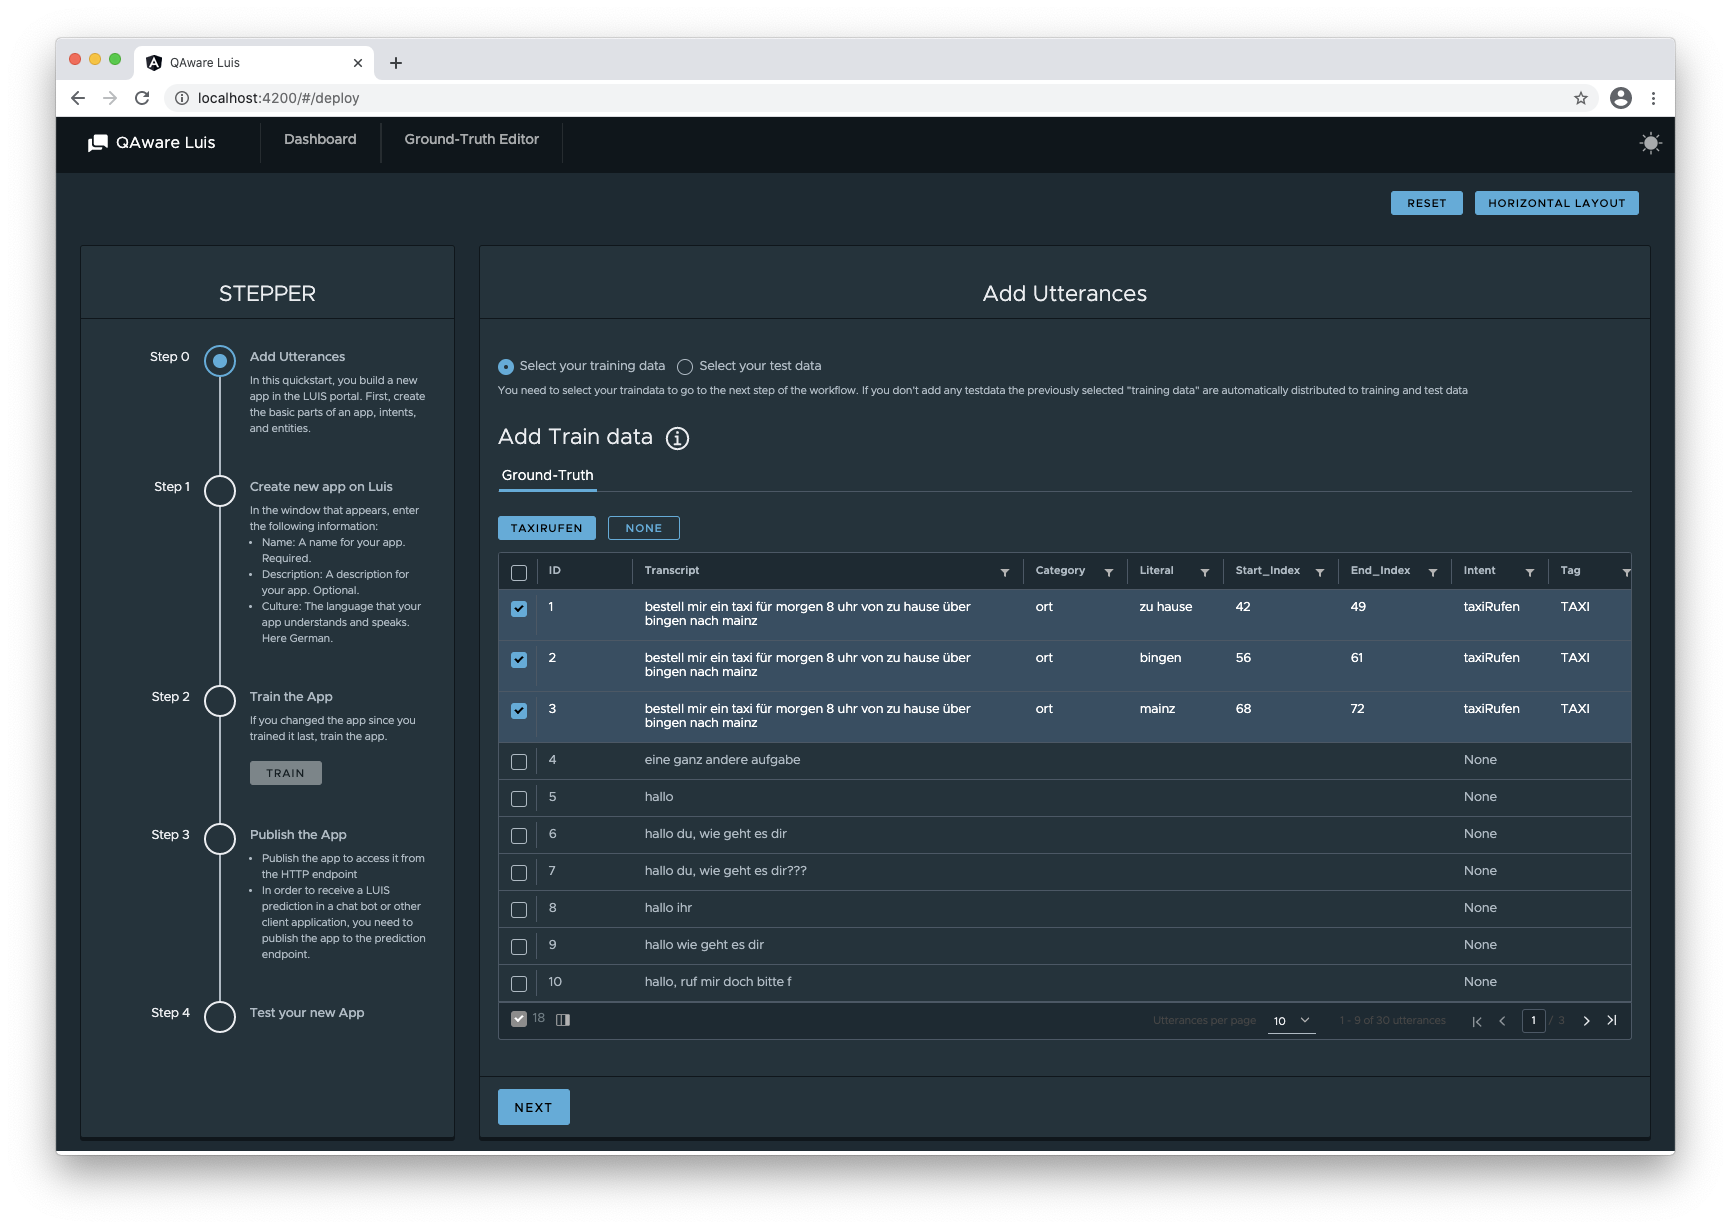 QAware Luis
localhost:4200/#/deploy
QAware Luis
Dashboard
Ground-Truth Editor
RESET
HORIZONTAL LAYOUT
STEPPER
Step 0
Add Utterances
In this quickstart, you build a new
app in the LUIS portal. First, create
the basic parts of an app, intents,
and entities.
Step 1
Create new app on Luis
In the window that appears, enter
the following information:
• Name: A name for your app.
Required.
• Description: A description for
your app. Optional.
• Culture: The language that your
app understands and speaks.
Here German.
Step 2
Train the App
If you changed the app since you
trained it last, train the app.
TRAIN
Step 3
Publish the App
• Publish the app to access it from
the HTTP endpoint
• In order to receive a LUIS
prediction in a chat bot or other
client application, you need to
publish the app to the prediction
endpoint.
Step 4
Test your new App
Add Utterances
Select your training data
Select your test data
You need to select your traindata to go to the next step of the workflow. If you don't add any testdata the previously selected "training data" are automatically distributed to training and test data
Add Train data
Ground-Truth
TAXIRUFEN
NONE
ID Transcript Category Literal Start_Index End_Index Intent Tag
1 bestell mir ein taxi für morgen 8 uhr von zu hause über ort zu hause 42 49 taxiRufen TAXI
bingen nach mainz
2 bestell mir ein taxi für morgen 8 uhr von zu hause über ort bingen 56 61 taxiRufen TAXI
bingen nach mainz
3 bestell mir ein taxi für morgen 8 uhr von zu hause über ort mainz 68 72 taxiRufen TAXI
bingen nach mainz
4 eine ganz andere aufgabe None
5 hallo None
6 hallo du, wie geht es dir None
7 hallo du, wie geht es dir??? None
8 hallo ihr None
9 hallo wie geht es dir None
10 hallo, ruf mir doch bitte f None
18 Utterances per page 10 1 - 9 of 30 utterances 1 / 3
NEXT